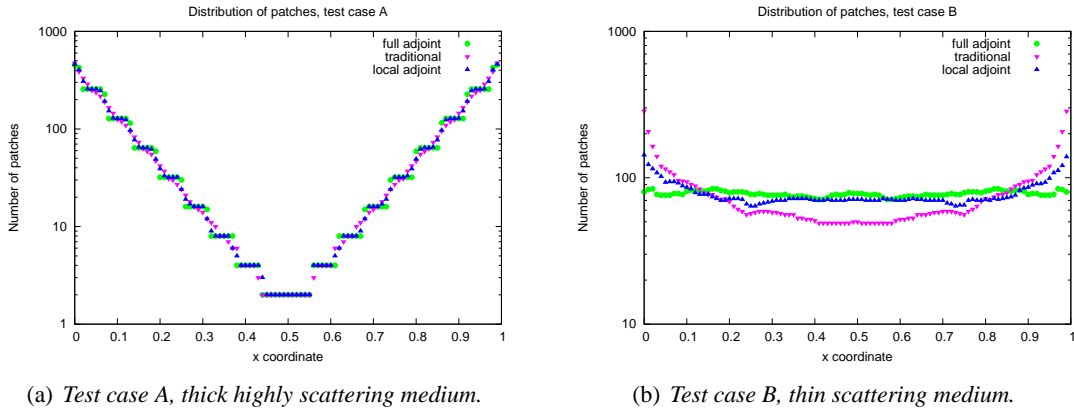 Distribution of patches, test case A
1000
100
10
1
Number of patches
full adjoint
traditional
local adjoint
0 0.1 0.2 0.3 0.4 0.5 0.6 0.7 0.8 0.9 1
x coordinate
(a) Test case A, thick highly scattering medium.
Distribution of patches, test case B
1000
100
10
Number of patches
full adjoint
traditional
local adjoint
0 0.1 0.2 0.3 0.4 0.5 0.6 0.7 0.8 0.9 1
x coordinate
(b) Test case B, thin scattering medium.